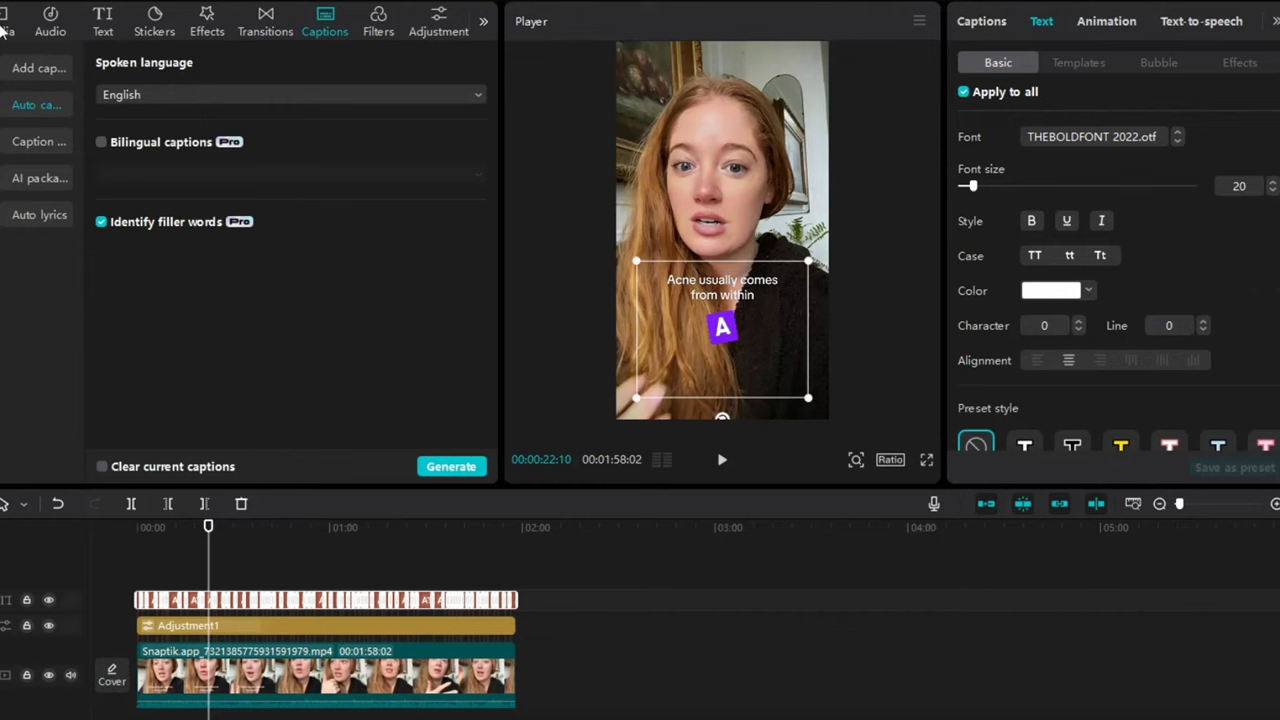 ia
Audio
Text
Stickers
Effects
Transitions
Captions
Filters
Adjustment
»
Player
Captions
Text
Animation
Text-to-speech
»
Add cap...
Auto ca...
Caption ...
AI packa...
Auto lyrics
Spoken language
English
Bilingual captions Pro
Identify filler words Pro
Clear current captions
Generate
Acne usually comes
from within
A
00:00:22:10
00:01:58:02
Ratio
Basic
Templates
Bubble
Effects
Apply to all
Font
THEBOLDFONT 2022.otf
Font size
20
Style
B U I
Case
TT tt Tt
Color
Character
0
Line
0
Alignment
Preset style
T T T T T T
Save as preset
00:00
01:00
02:00
03:00
04:00
05:00
TI
Adjustment1
Snaptik.app_7321385775931591979.mp4 00:01:58:02
Cover